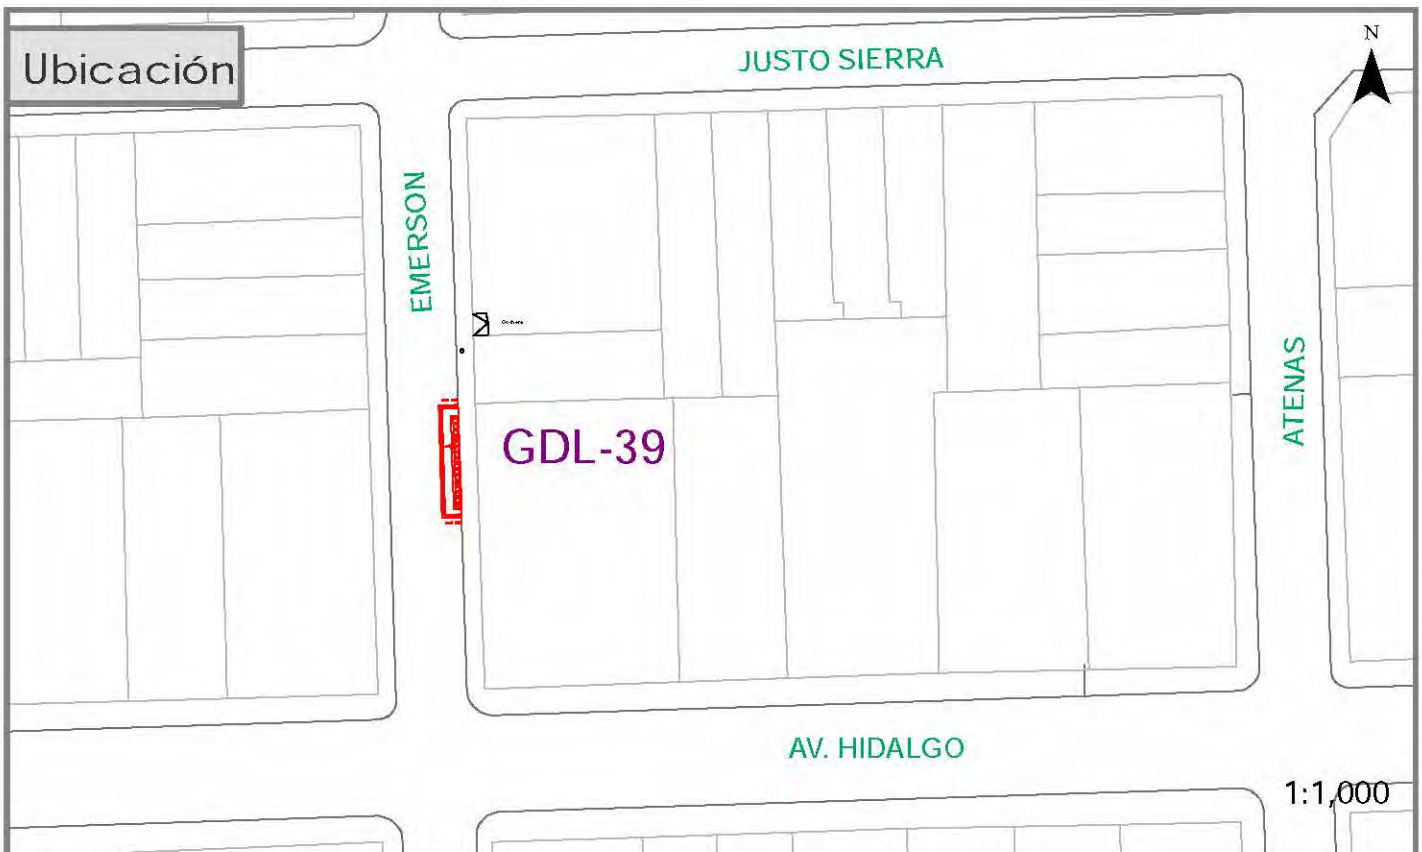 Ubicación
N
JUSTO SIERRA
EMERSON
ATENAS
GDL-39
AV. HIDALGO
1:1,000